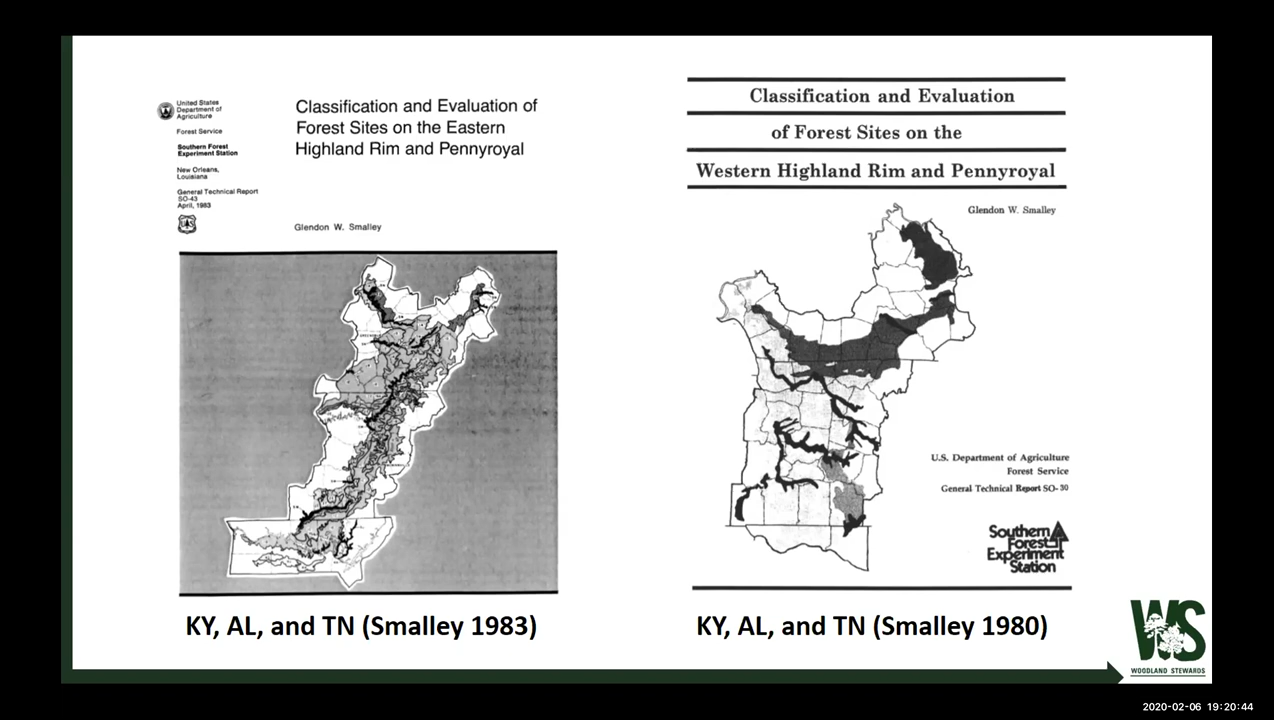 United States
Department of
Agriculture
Forest Service
Southern Forest
Experiment Station
New Orleans,
Louisiana
General Technical Report
SO-43
April, 1983
Classification and Evaluation of
Forest Sites on the Eastern
Highland Rim and Pennyroyal
Glendon W. Smalley
KY, AL, and TN (Smalley 1983)
Classification and Evaluation
of Forest Sites on the
Western Highland Rim and Pennyroyal
Glendon W. Smalley
U.S. Department of Agriculture
Forest Service
General Technical Report SO-30
Southern
Forest
Experiment
Station
KY, AL, and TN (Smalley 1980)
WS
WOODLAND STEWARDS
2020-02-06 19:20:44